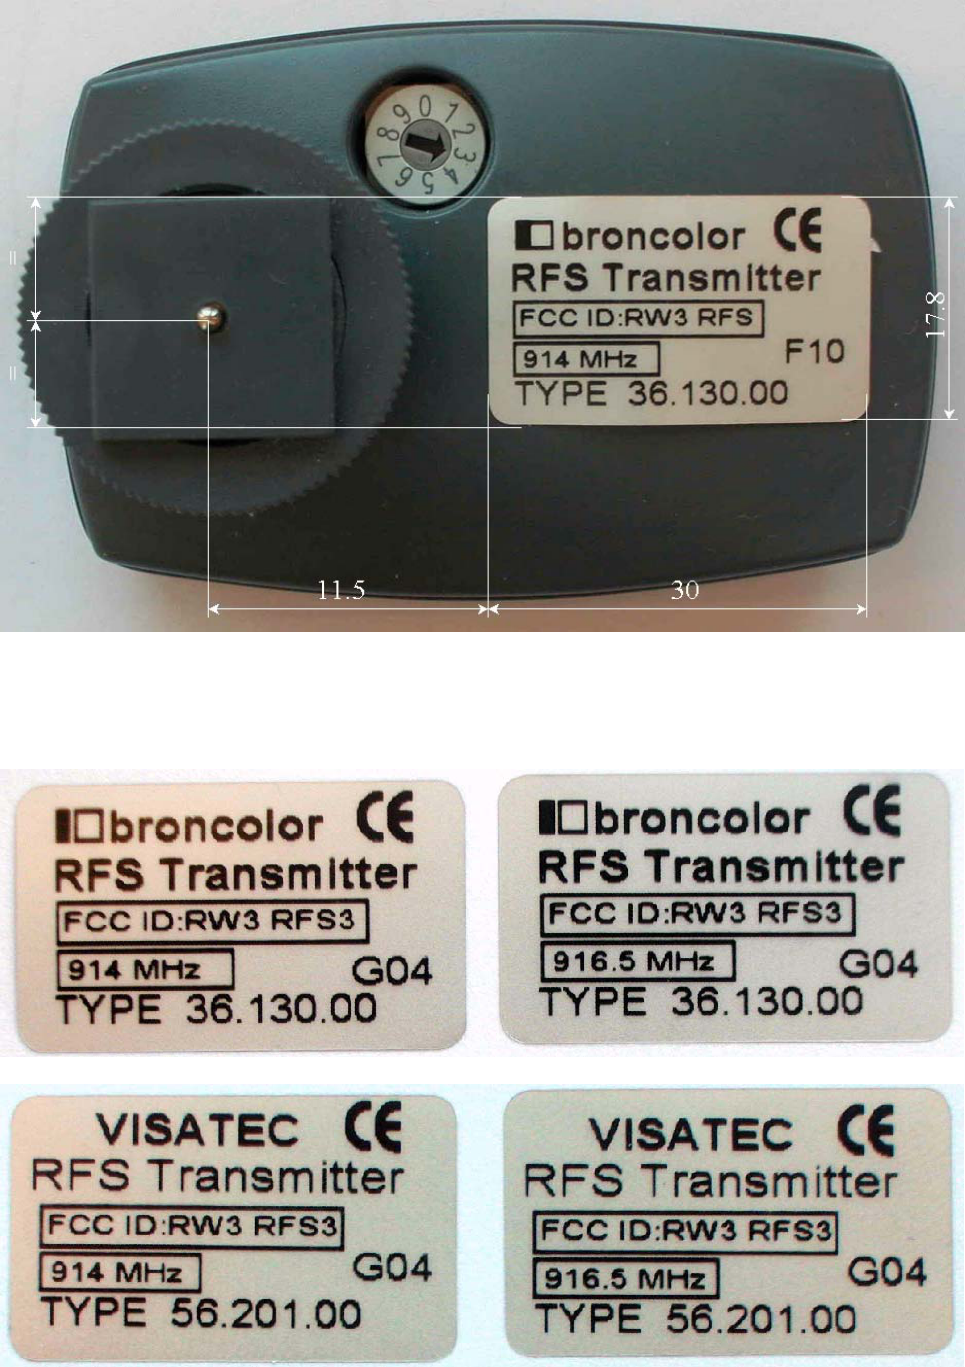 0 1 2 3 4 5 6 7 8 9
broncolor CE
RFS Transmitter
FCC ID:RW3 RFS
914 MHz F10
TYPE 36.130.00
=
=
17.8
11.5
30
broncolor CE
RFS Transmitter
FCC ID:RW3 RFS3
914 MHz G04
TYPE 36.130.00
broncolor CE
RFS Transmitter
FCC ID:RW3 RFS3
916.5 MHz G04
TYPE 36.130.00
VISATEC CE
RFS Transmitter
FCC ID:RW3 RFS3
914 MHz G04
TYPE 56.201.00
VISATEC CE
RFS Transmitter
FCC ID:RW3 RFS3
916.5 MHz G04
TYPE 56.201.00